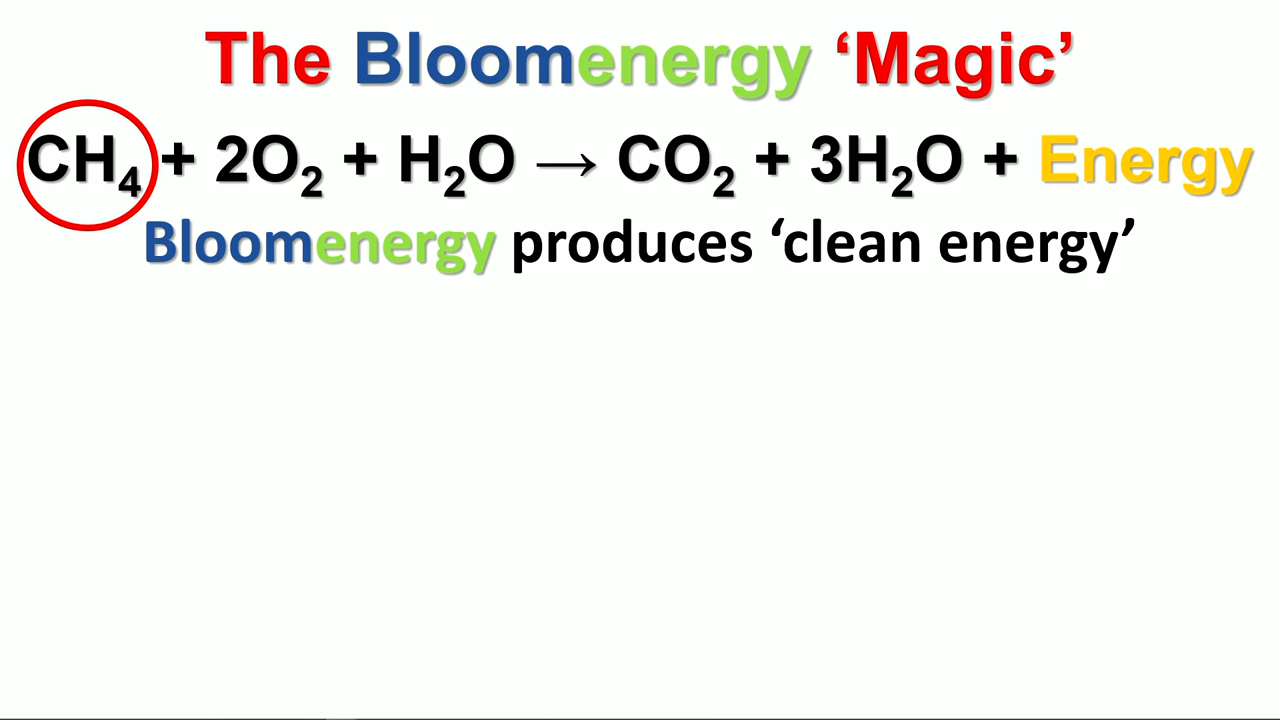 The Bloomenergy ‘Magic’
CH₄ + 2O₂ + H₂O → CO₂ + 3H₂O + Energy
Bloomenergy produces ‘clean energy’